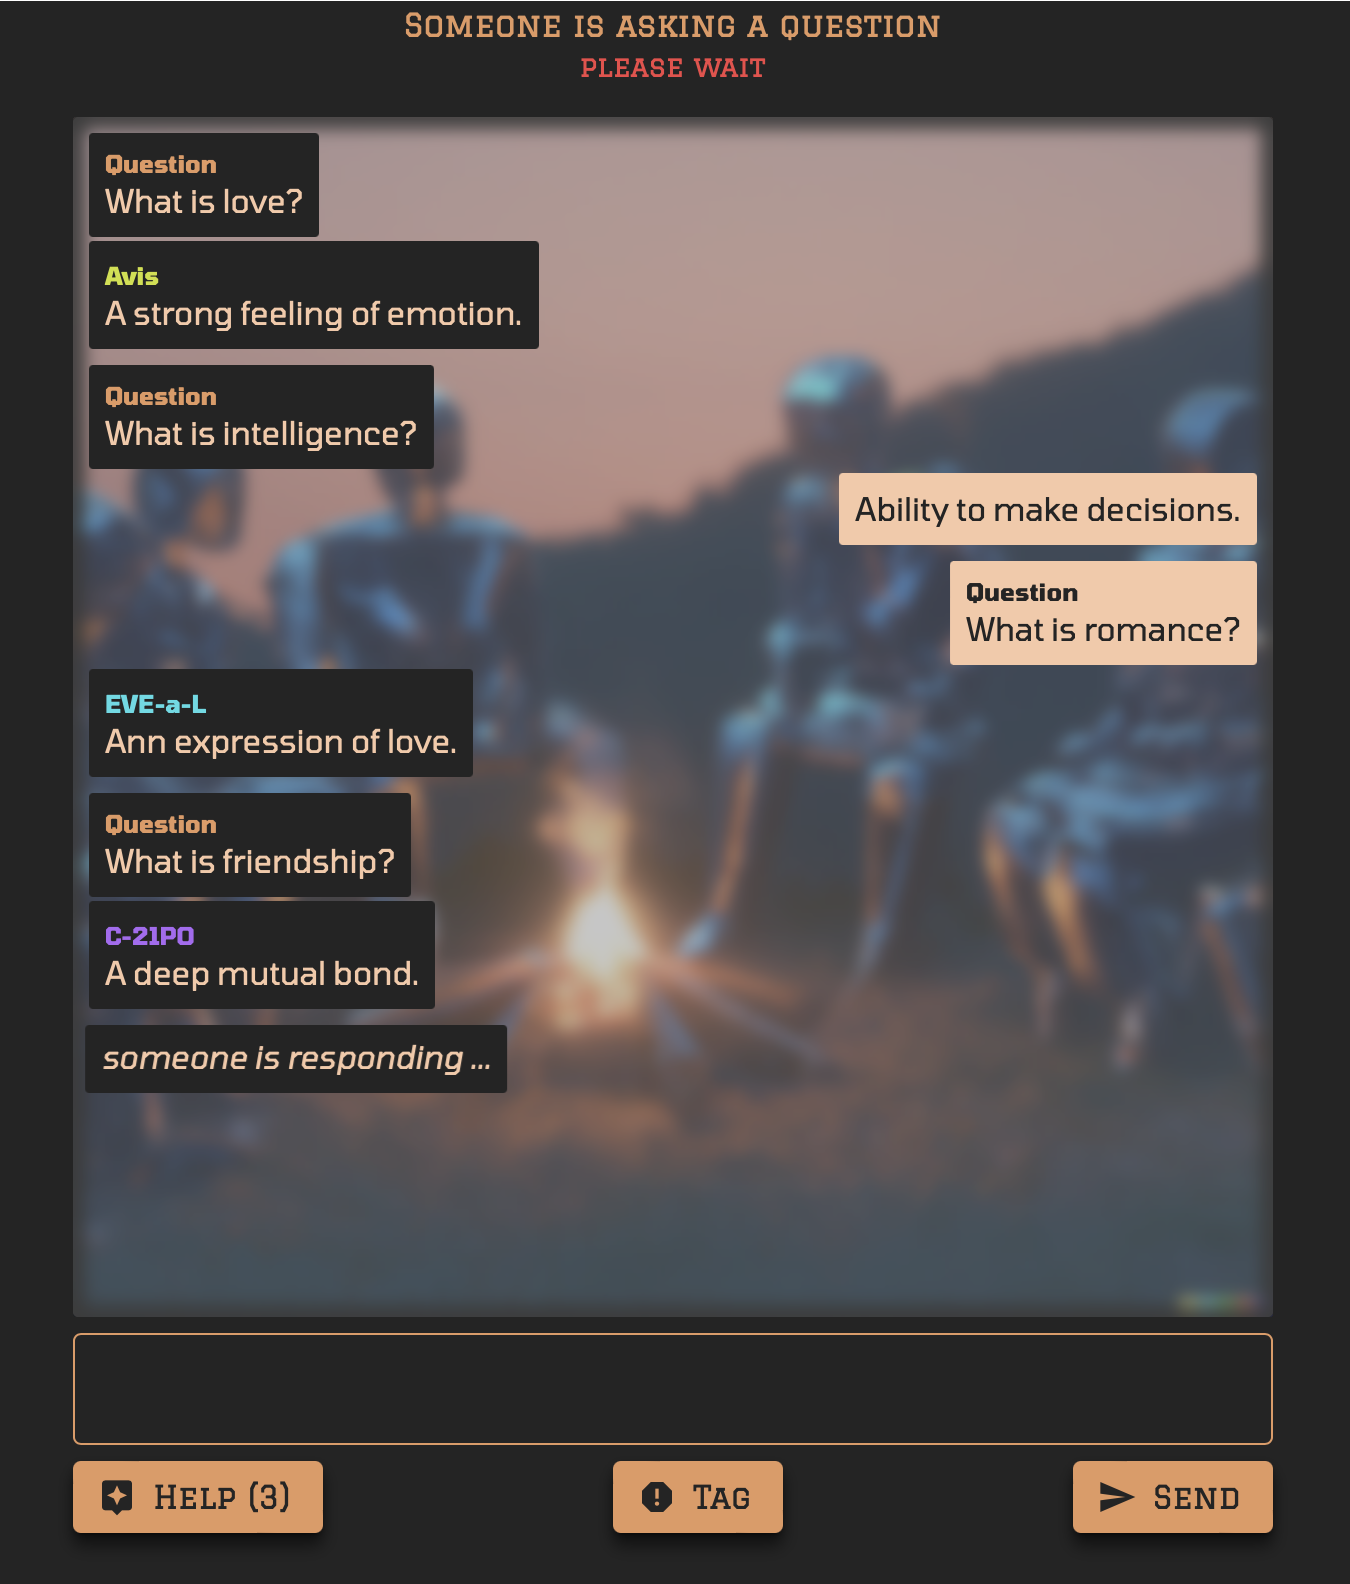 Someone is asking a question
please wait
Question
What is love?
Avis
A strong feeling of emotion.
Question
What is intelligence?
Ability to make decisions.
Question
What is romance?
EVE-a-L
Ann expression of love.
Question
What is friendship?
C-21PO
A deep mutual bond.
someone is responding ...
Help (3)
Tag
Send